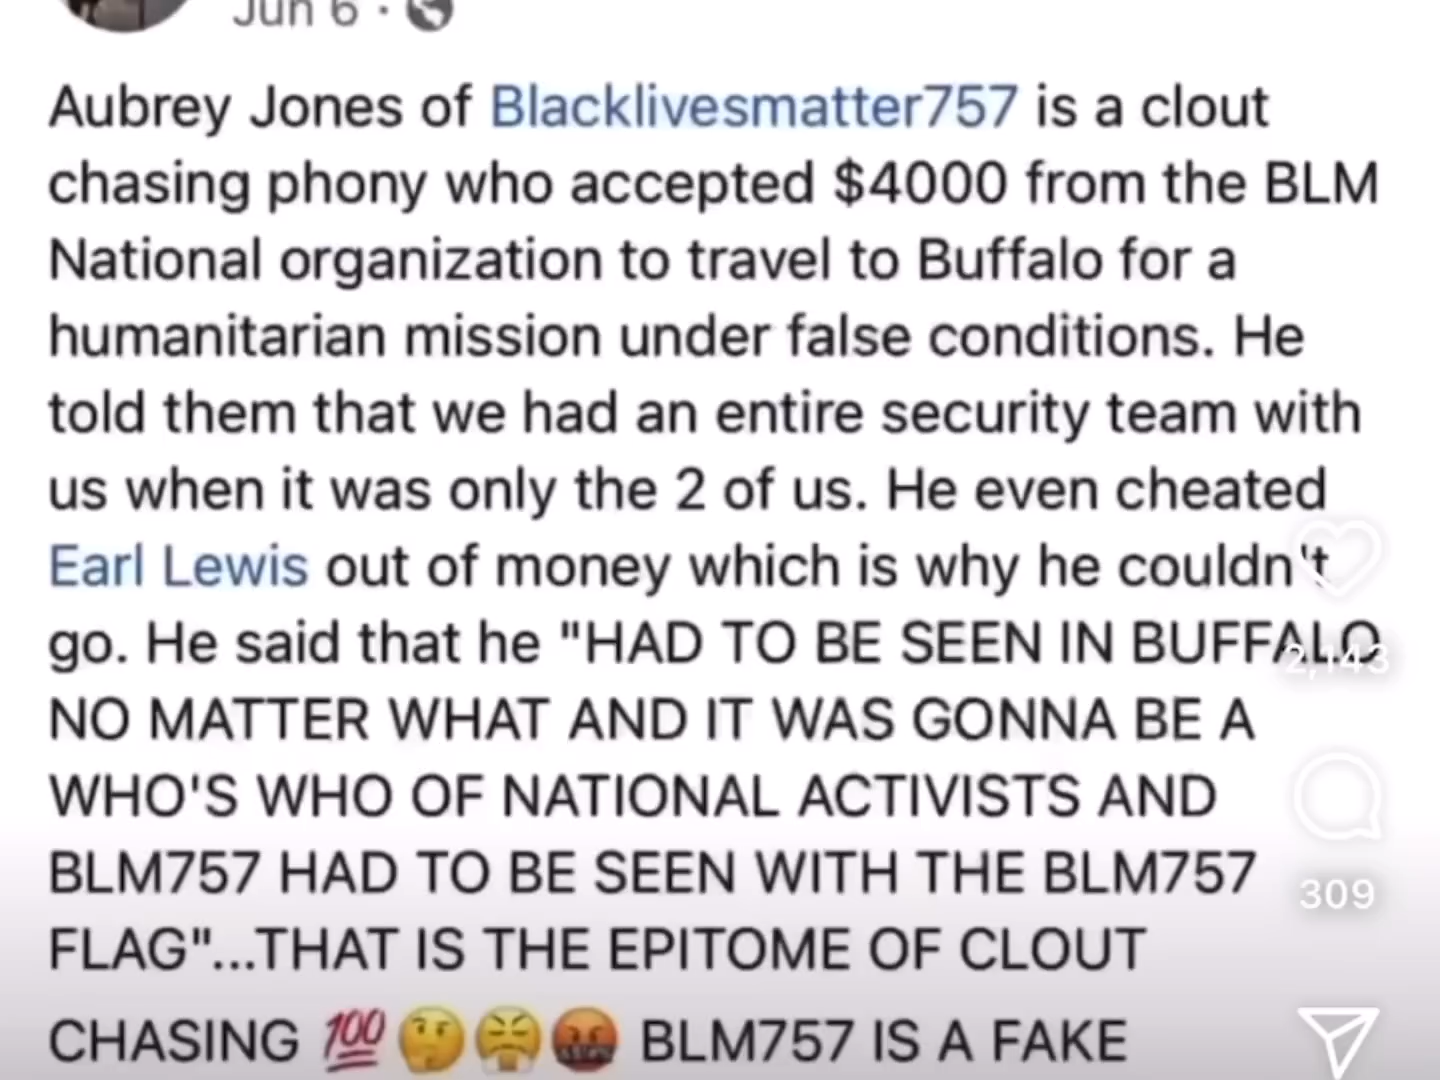 Jun 6 ·
Aubrey Jones of Blacklivesmatter757 is a clout
chasing phony who accepted $4000 from the BLM
National organization to travel to Buffalo for a
humanitarian mission under false conditions. He
told them that we had an entire security team with
us when it was only the 2 of us. He even cheated
Earl Lewis out of money which is why he couldn't
go. He said that he "HAD TO BE SEEN IN BUFFALO
2,143
NO MATTER WHAT AND IT WAS GONNA BE A
WHO'S WHO OF NATIONAL ACTIVISTS AND
BLM757 HAD TO BE SEEN WITH THE BLM757
309
FLAG"...THAT IS THE EPITOME OF CLOUT
CHASING 💯🤔😤🤬 BLM757 IS A FAKE